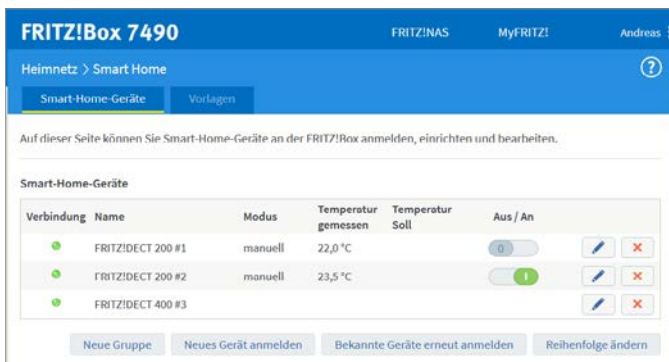 FRITZ!Box 7490 FRITZ!NAS MyFRITZ! Andreas
Heimnetz > Smart Home ?
Smart-Home-Geräte Vorlagen
Auf dieser Seite können Sie Smart-Home-Geräte an der FRITZ!Box anmelden, einrichten und bearbeiten.
Smart-Home-Geräte
Verbindung Name Modus Temperatur gemessen Temperatur Soll Aus / An
FRITZ!DECT 200 #1 manuell 22,0 °C 0
FRITZ!DECT 200 #2 manuell 23,5 °C I
FRITZ!DECT 400 #3
Neue Gruppe Neues Gerät anmelden Bekannte Geräte erneut anmelden Reihenfolge ändern